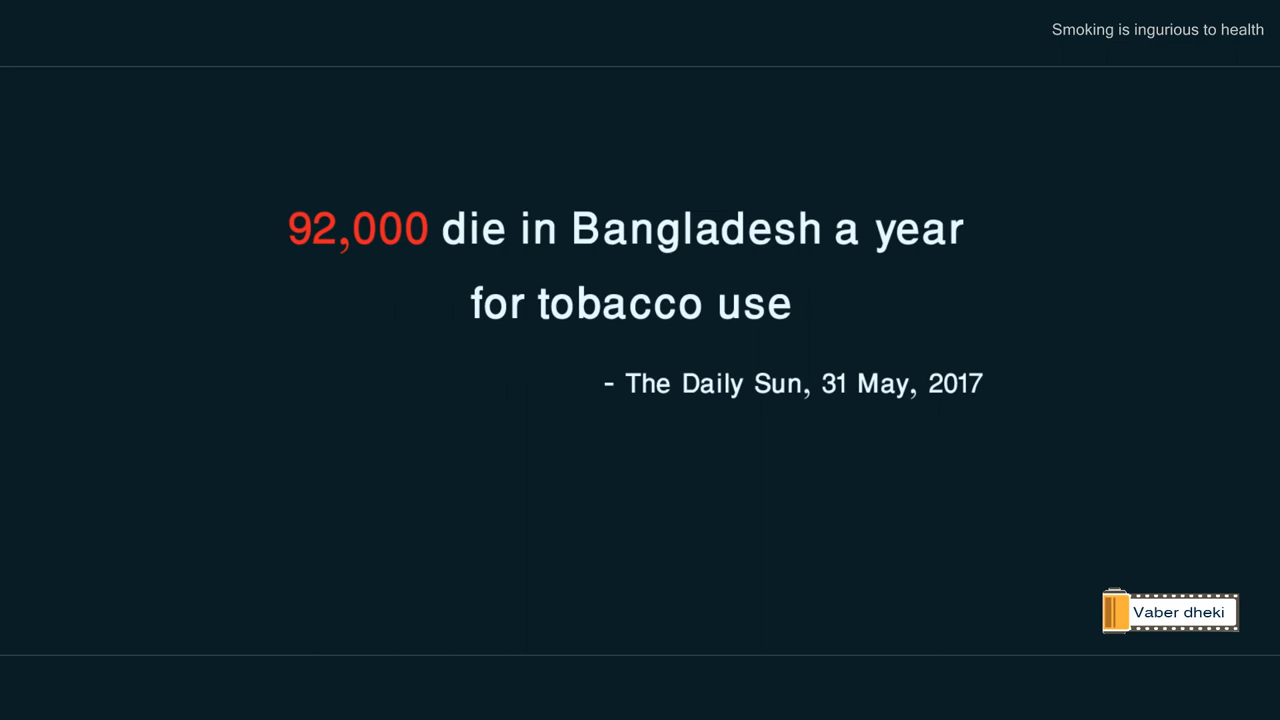 Smoking is ingurious to health
92,000 die in Bangladesh a year
for tobacco use
- The Daily Sun, 31 May, 2017
Vaber dheki